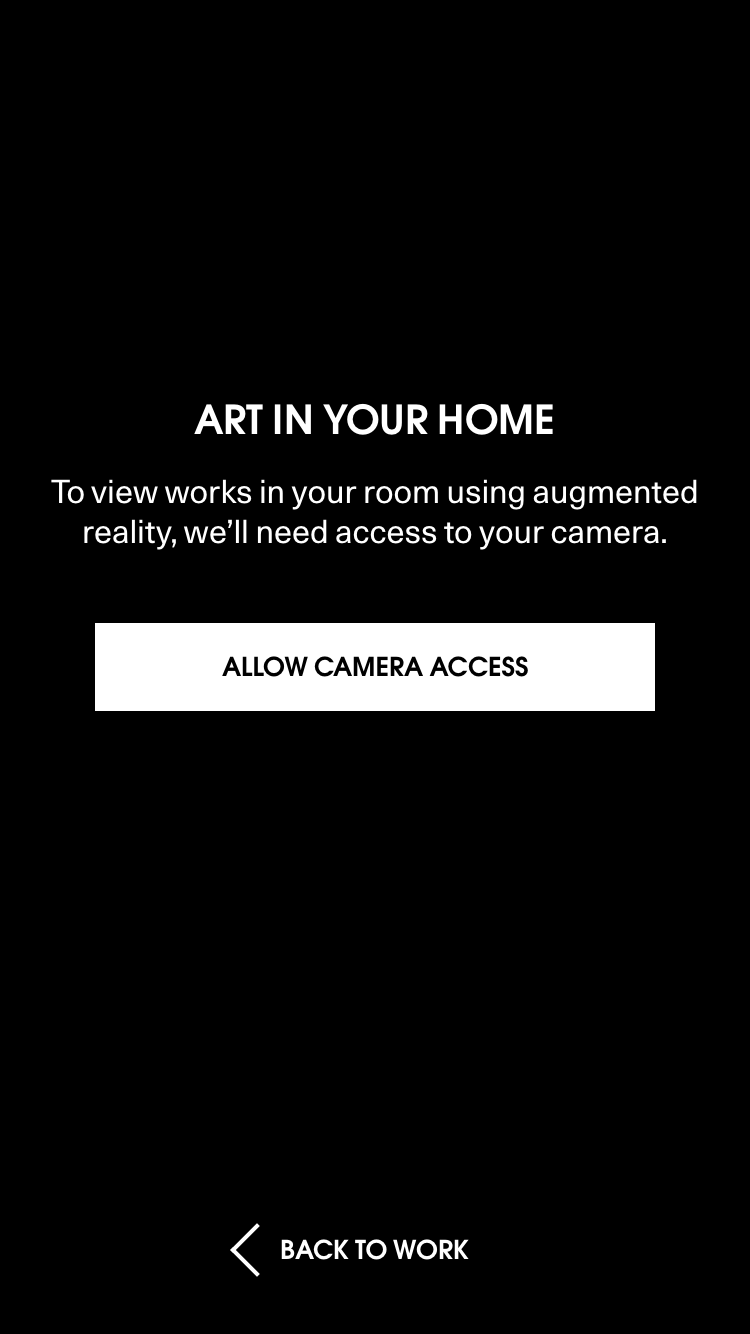 ART IN YOUR HOME
To view works in your room using augmented
reality, we’ll need access to your camera.
ALLOW CAMERA ACCESS
BACK TO WORK